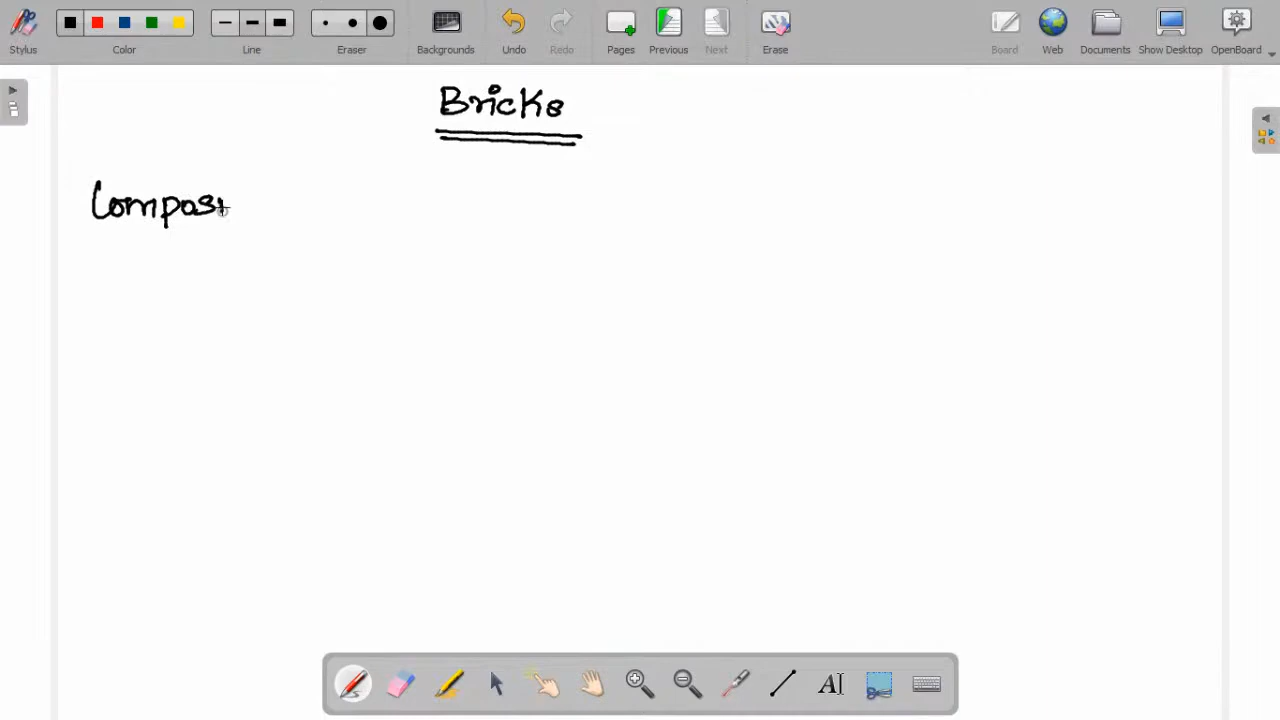 Stylus
Color
Line
Eraser
Backgrounds
Undo
Redo
Pages
Previous
Next
Erase
Board
Web
Documents
Show Desktop
OpenBoard
Bricks
Composi
AI